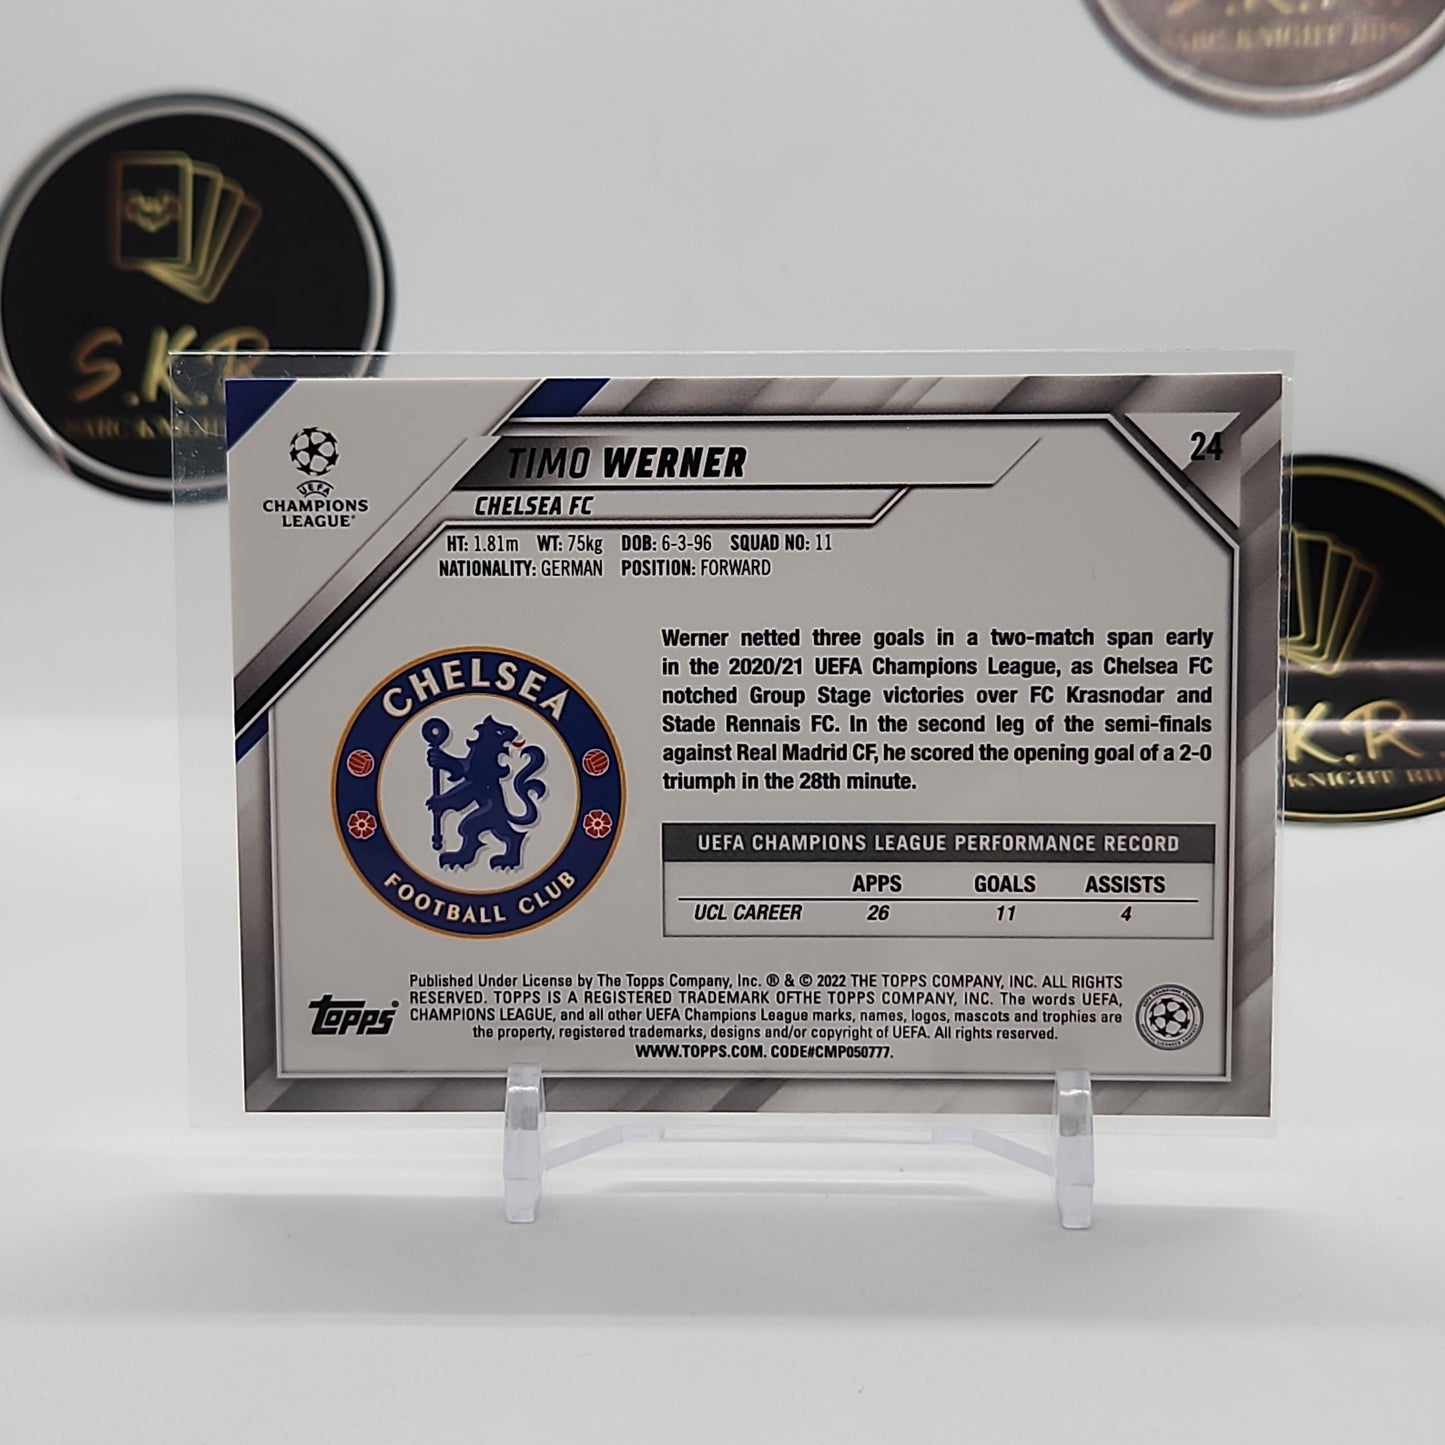 S.K.R.
KNIGHT
S.K.R.
KNIGHT
24
UEFA
CHAMPIONS
LEAGUE
TIMO WERNER
CHELSEA FC
HT: 1.81m WT: 75kg DOB: 6-3-96 SQUAD NO: 11
NATIONALITY: GERMAN POSITION: FORWARD
CHELSEA
FOOTBALL CLUB
Werner netted three goals in a two-match span early
in the 2020/21 UEFA Champions League, as Chelsea FC
notched Group Stage victories over FC Krasnodar and
Stade Rennais FC. In the second leg of the semi-finals
against Real Madrid CF, he scored the opening goal of a 2-0
triumph in the 28th minute.
UEFA CHAMPIONS LEAGUE PERFORMANCE RECORD
APPS GOALS ASSISTS
UCL CAREER 26 11 4
K.R.
KNIGHT
topps
Published Under License by The Topps Company, Inc. ® & © 2022 THE TOPPS COMPANY, INC. ALL RIGHTS
RESERVED. TOPPS IS A REGISTERED TRADEMARK OFTHE TOPPS COMPANY, INC. The words UEFA,
CHAMPIONS LEAGUE, and all other UEFA Champions League marks, names, logos, mascots and trophies are
the property, registered trademarks, designs and/or copyright of UEFA. All rights reserved.
WWW.TOPPS.COM. CODE#CMP050777.